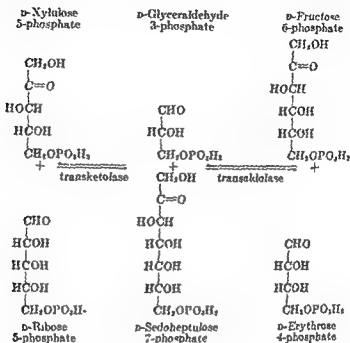 D-Xylulose
5-phosphate
D-Glyceraldehyde
3-phosphate
D-Fructose
6-phosphate
CH₂OH
C=O
HOCH
HCOH
CH₂OPO₃H₂
+
transketolase
CHO
HCOH
CH₂OPO₃H₂
+
transaldolase
CH₂OH
C=O
HOCH
HCOH
HCOH
CH₂OPO₃H₂
+
CHO
HCOH
HCOH
HCOH
CH₂OPO₃H₂
D-Ribose
5-phosphate
CH₂OH
C=O
HOCH
HCOH
HCOH
HCOH
CH₂OPO₃H₂
D-Sedoheptulose
7-phosphate
CHO
HCOH
HCOH
CH₂OPO₃H₂
D-Erythrose
4-phosphate